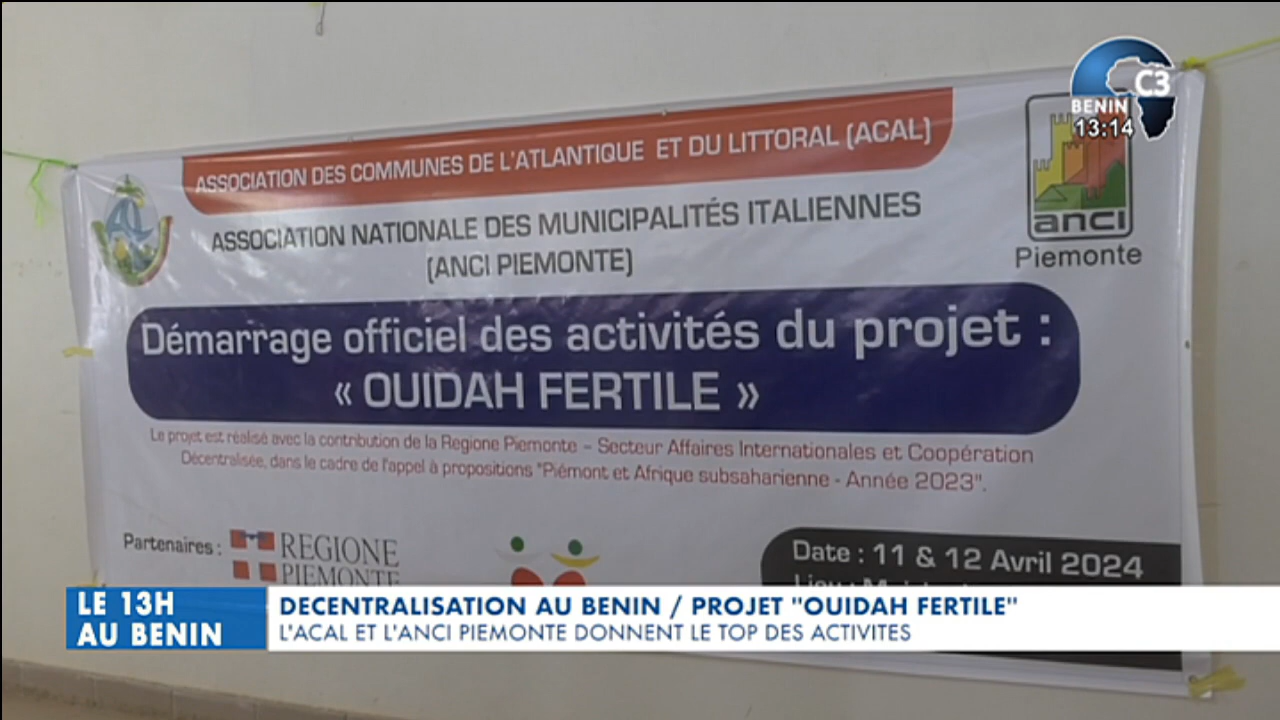 C3
BENIN
13:14
ASSOCIATION DES COMMUNES DE L'ATLANTIQUE ET DU LITTORAL (ACAL)
ASSOCIATION NATIONALE DES MUNICIPALITÉS ITALIENNES
(ANCI PIEMONTE)
anci
Piemonte
Démarrage officiel des activités du projet :
« OUIDAH FERTILE »
Le projet est réalisé avec la contribution de la Regione Piemonte – Secteur Affaires Internationales et Coopération
Décentralisée, dans le cadre de l'appel à propositions "Piémont et Afrique subsaharienne - Année 2023".
Partenaires :
REGIONE
PIEMONTE
Date : 11 & 12 Avril 2024
Lieu :
LE 13H
AU BENIN
DECENTRALISATION AU BENIN / PROJET "OUIDAH FERTILE"
L'ACAL ET L'ANCI PIEMONTE DONNENT LE TOP DES ACTIVITES